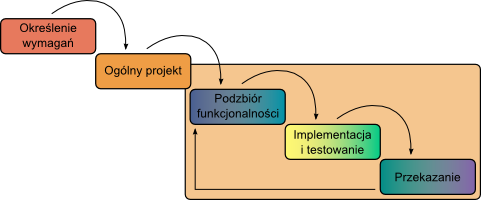 Określenie
wymagań
Ogólny projekt
Podzbiór
funkcjonalności
Implementacja
i testowanie
Przekazanie